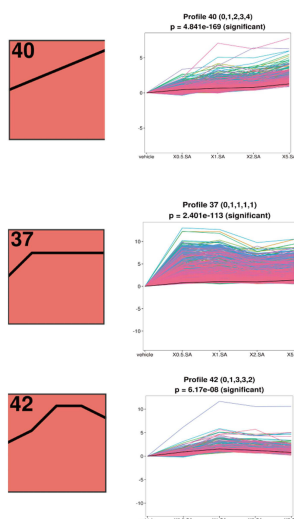 40
Profile 40 (0,1,2,3,4)
p = 4.841e-169 (significant)
5
0
-5
vehicle X0.5.SA X1.SA X2.SA X5.S
37
Profile 37 (0,1,1,1,1)
p = 2.401e-113 (significant)
10
5
0
-5
-10
vehicle X0.5.SA X1.SA X2.SA X5.S
42
Profile 42 (0,1,3,3,2)
p = 6.17e-08 (significant)
10
5
0
-5
-10